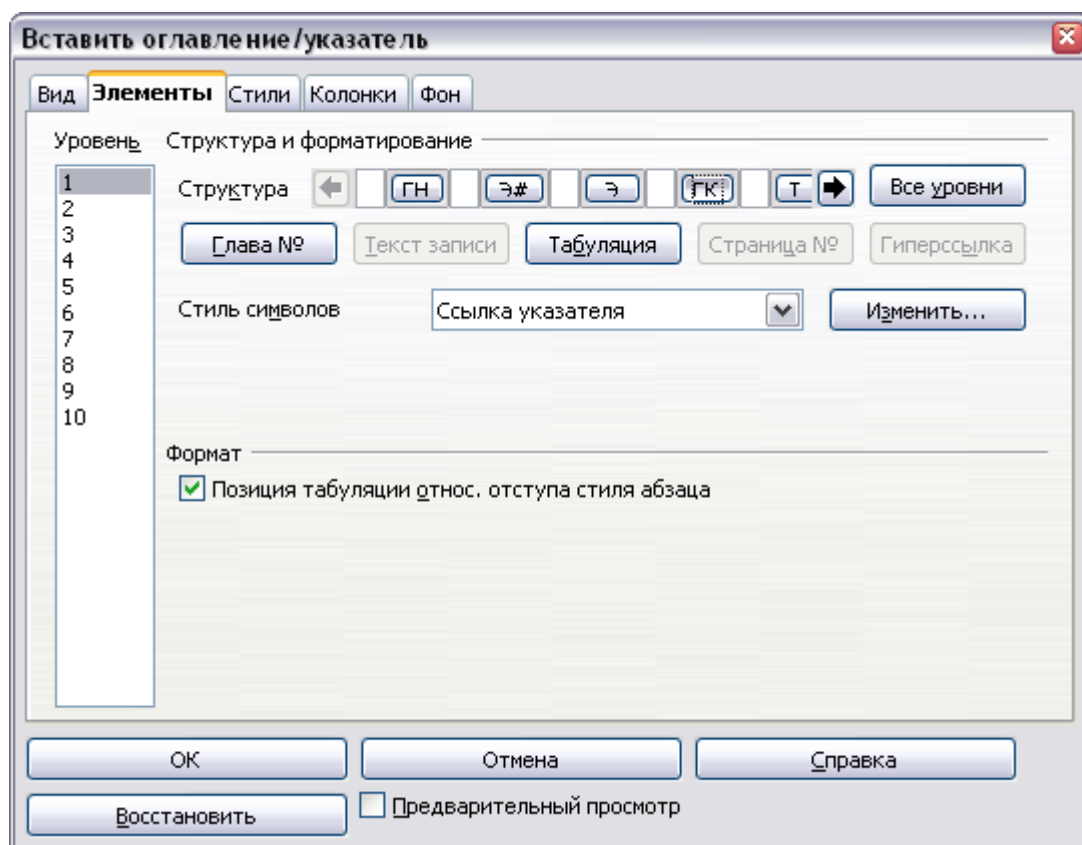 Вставить оглавление/указатель
Вид Элементы Стили Колонки Фон
Уровень Структура и форматирование
1
2
3
4
5
6
7
8
9
10
Структура ГН Э# Э ГК Т Все уровни
Глава № Текст записи Табуляция Страница № Гиперссылка
Стиль символов Ссылка указателя Изменить...
Формат
Позиция табуляции относ. отступа стиля абзаца
ОК Отмена Справка
Восстановить Предварительный просмотр